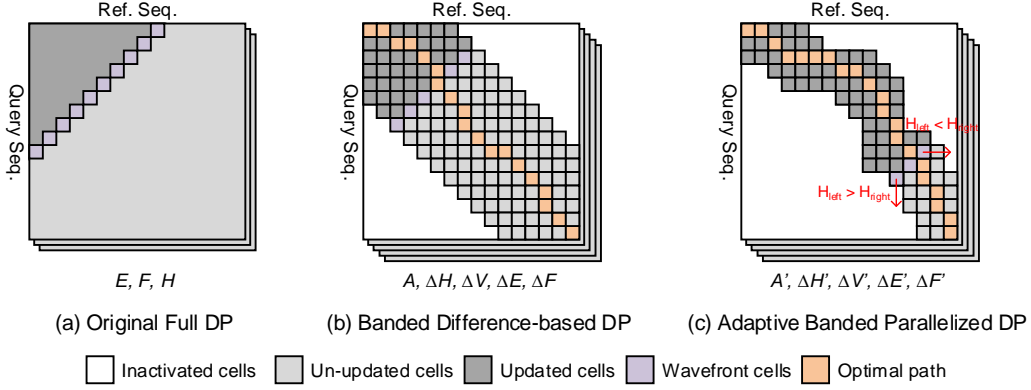 Ref. Seq.
Query Seq.
E, F, H
(a) Original Full DP
Ref. Seq.
Query Seq.
A, ΔH, ΔV, ΔE, ΔF
(b) Banded Difference-based DP
Ref. Seq.
Query Seq.
H_left < H_right
H_left > H_right
A', ΔH', ΔV', ΔE', ΔF'
(c) Adaptive Banded Parallelized DP
Inactivated cells
Un-updated cells
Updated cells
Wavefront cells
Optimal path